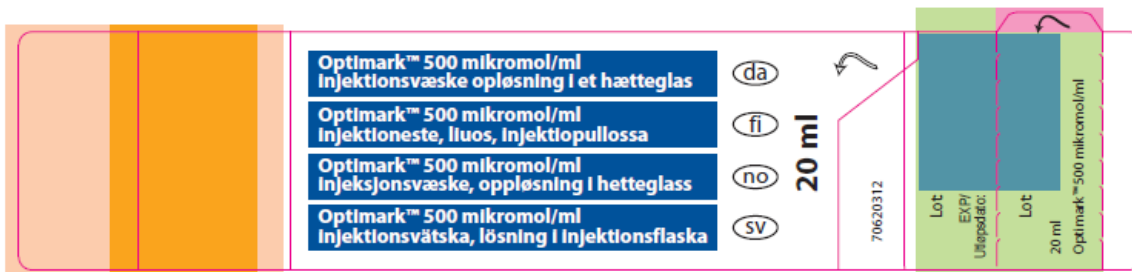 Optimark™ 500 mikromol/ml
Injektionsvæske opløsning i et hætteglas
da
Optimark™ 500 mikromol/ml
Injektioneste, liuos, injektiopullossa
fi
Optimark™ 500 mikromol/ml
Injeksjonsvæske, oppløsning i hetteglass
no
Optimark™ 500 mikromol/ml
Injektionsvätska, lösning i injektionsflaska
sv
20 ml
70620312
Lot
EXP/
Utløpsdato:
Lot
20 ml
Optimark™ 500 mikromol/ml